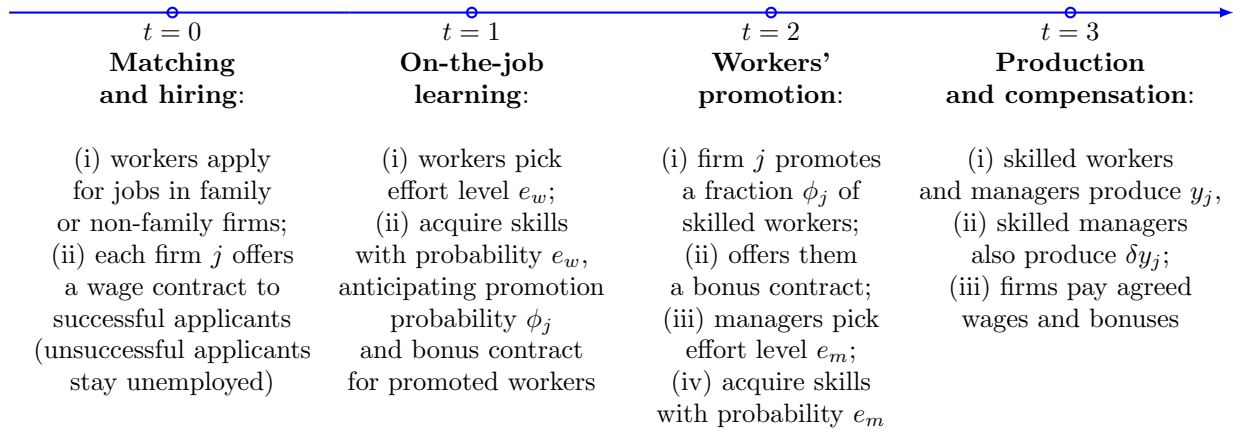 t = 0
Matching
and hiring:
(i) workers apply
for jobs in family
or non-family firms;
(ii) each firm j offers
a wage contract to
successful applicants
(unsuccessful applicants
stay unemployed)
t = 1
On-the-job
learning:
(i) workers pick
effort level e_w;
(ii) acquire skills
with probability e_w,
anticipating promotion
probability ϕ_j
and bonus contract
for promoted workers
t = 2
Workers'
promotion:
(i) firm j promotes
a fraction ϕ_j of
skilled workers;
(ii) offers them
a bonus contract;
(iii) managers pick
effort level e_m;
(iv) acquire skills
with probability e_m
t = 3
Production
and compensation:
(i) skilled workers
and managers produce y_j,
(ii) skilled managers
also produce δy_j;
(iii) firms pay agreed
wages and bonuses